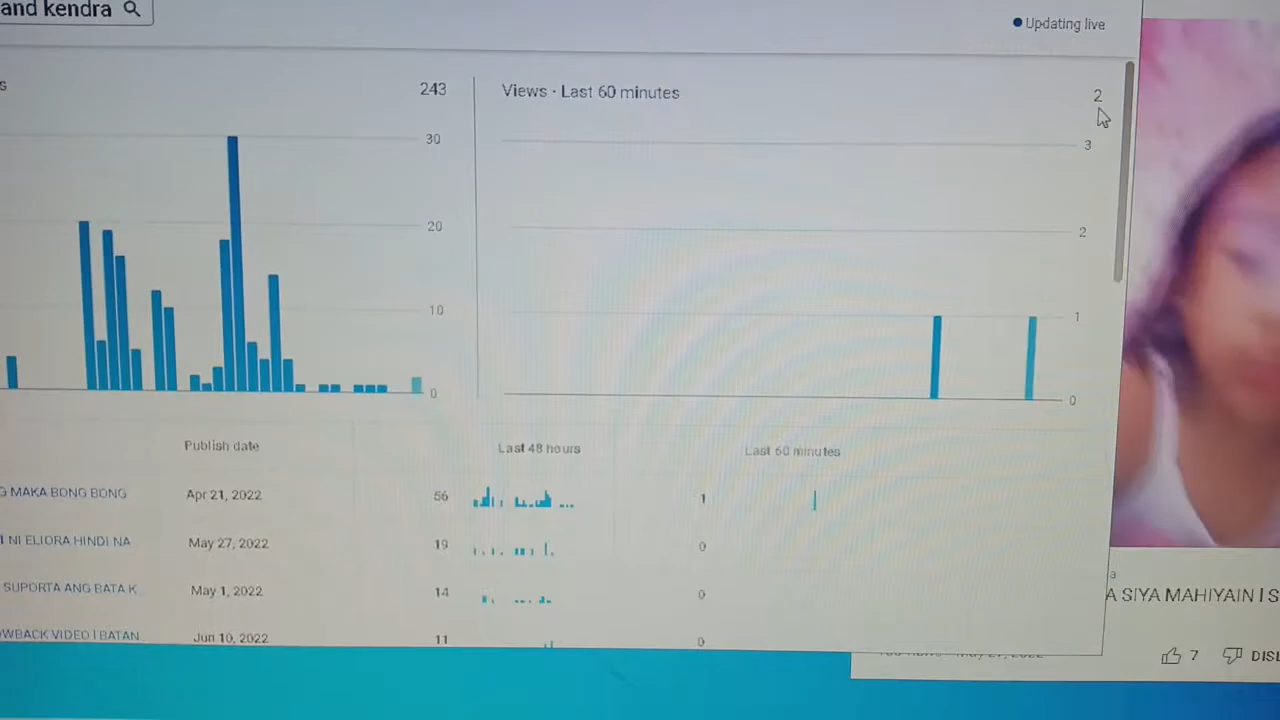 and kendra
Updating live
s
243
Views · Last 60 minutes
2
30
3
20
2
10
1
0
0
Publish date
Last 48 hours
Last 60 minutes
G MAKA BONG BONG
Apr 21, 2022
56
1
I NI ELIORA HINDI NA
May 27, 2022
19
0
a
SUPORTA ANG BATA K...
May 1, 2022
14
0
A SIYA MAHIYAIN I S
WBACK VIDEO I BATAN...
Jun 10, 2022
11
0
7
DISL